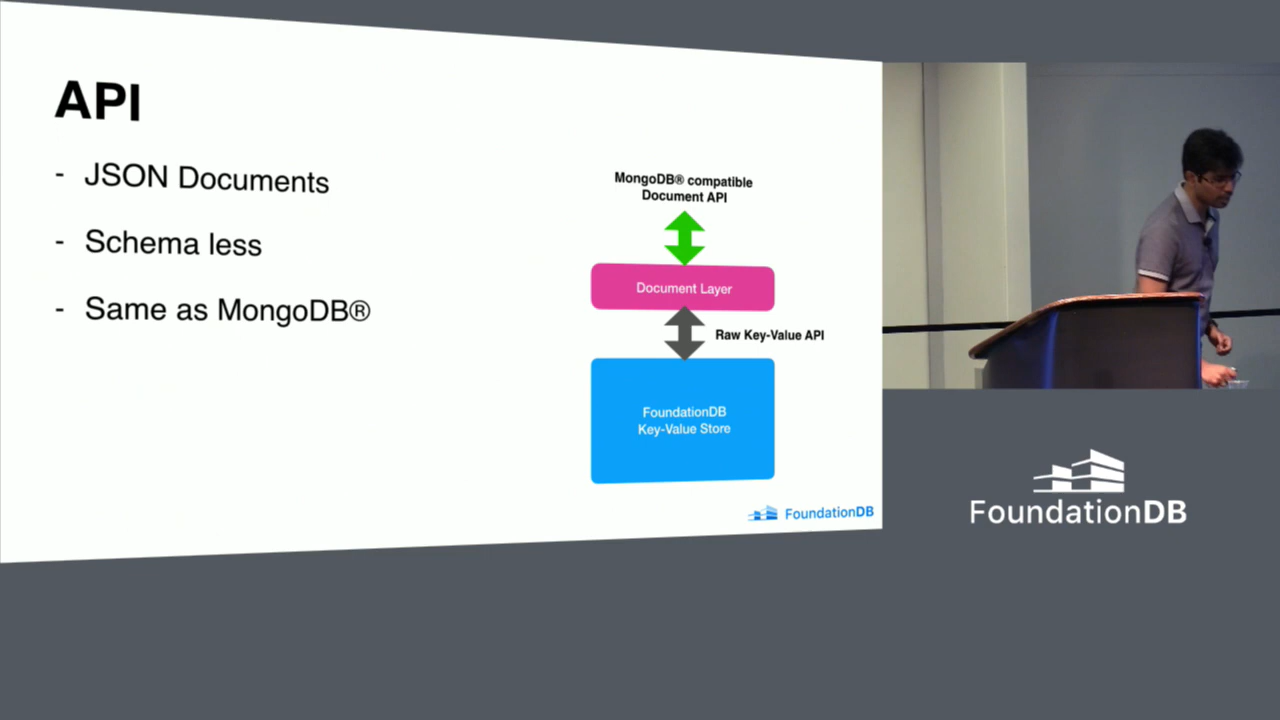 API
- JSON Documents
- Schema less
- Same as MongoDB®
MongoDB® compatible
Document API
Document Layer
Raw Key-Value API
FoundationDB
Key-Value Store
FoundationDB
FoundationDB